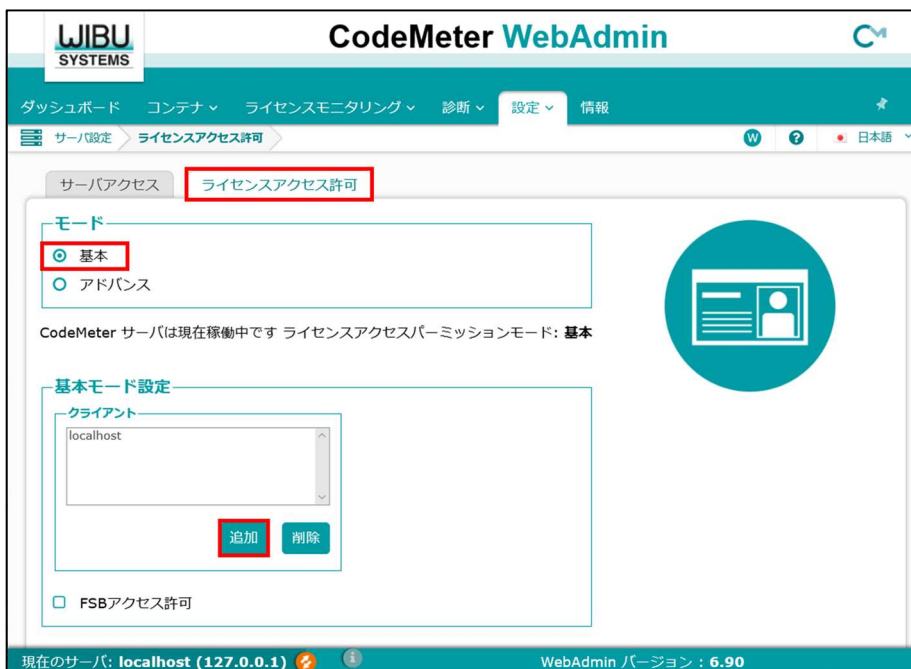 WIBU
SYSTEMS
CodeMeter WebAdmin
CM
ダッシュボード コンテナ ライセンスモニタリング 診断 設定 情報
サーバ設定 ライセンスアクセス許可
W ? 日本語
サーバアクセス ライセンスアクセス許可
モード
基本
アドバンス
CodeMeter サーバは現在稼働中です ライセンスアクセスパーミッションモード: 基本
基本モード設定
クライアント
localhost
追加 削除
FSBアクセス許可
現在のサーバ: localhost (127.0.0.1) i WebAdmin バージョン : 6.90